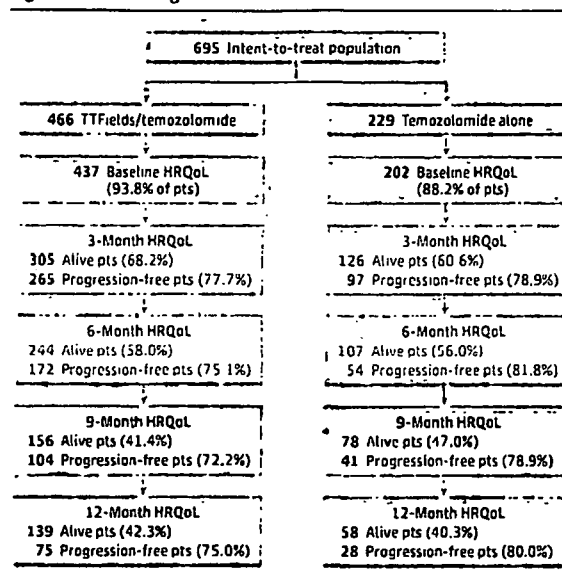 695 Intent-to-treat population
466 TTFields/temozolomide
229 Temozolomide alone
437 Baseline HRQoL
(93.8% of pts)
202 Baseline HRQoL
(88.2% of pts)
3-Month HRQoL
305 Alive pts (68.2%)
265 Progression-free pts (77.7%)
3-Month HRQoL
126 Alive pts (60.6%)
97 Progression-free pts (78.9%)
6-Month HRQoL
244 Alive pts (58.0%)
172 Progression-free pts (75.1%)
6-Month HRQoL
107 Alive pts (56.0%)
54 Progression-free pts (81.8%)
9-Month HRQoL
156 Alive pts (41.4%)
104 Progression-free pts (72.2%)
9-Month HRQoL
78 Alive pts (47.0%)
41 Progression-free pts (78.9%)
12-Month HRQoL
139 Alive pts (42.3%)
75 Progression-free pts (75.0%)
12-Month HRQoL
58 Alive pts (40.3%)
28 Progression-free pts (80.0%)